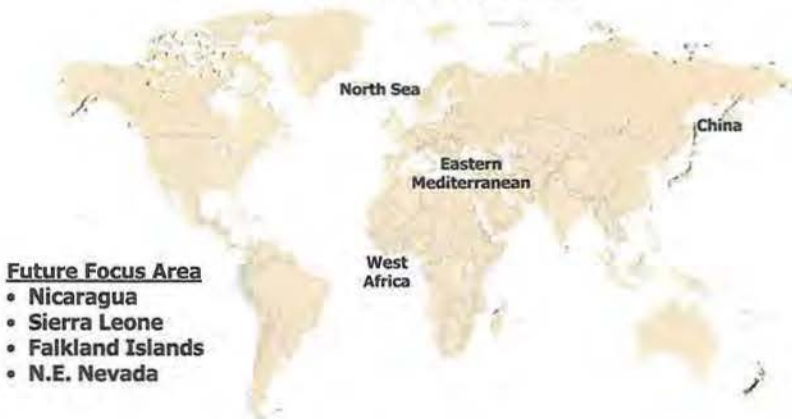 North Sea
China
Eastern
Mediterranean
West
Africa
Future Focus Area
• Nicaragua
• Sierra Leone
• Falkland Islands
• N.E. Nevada